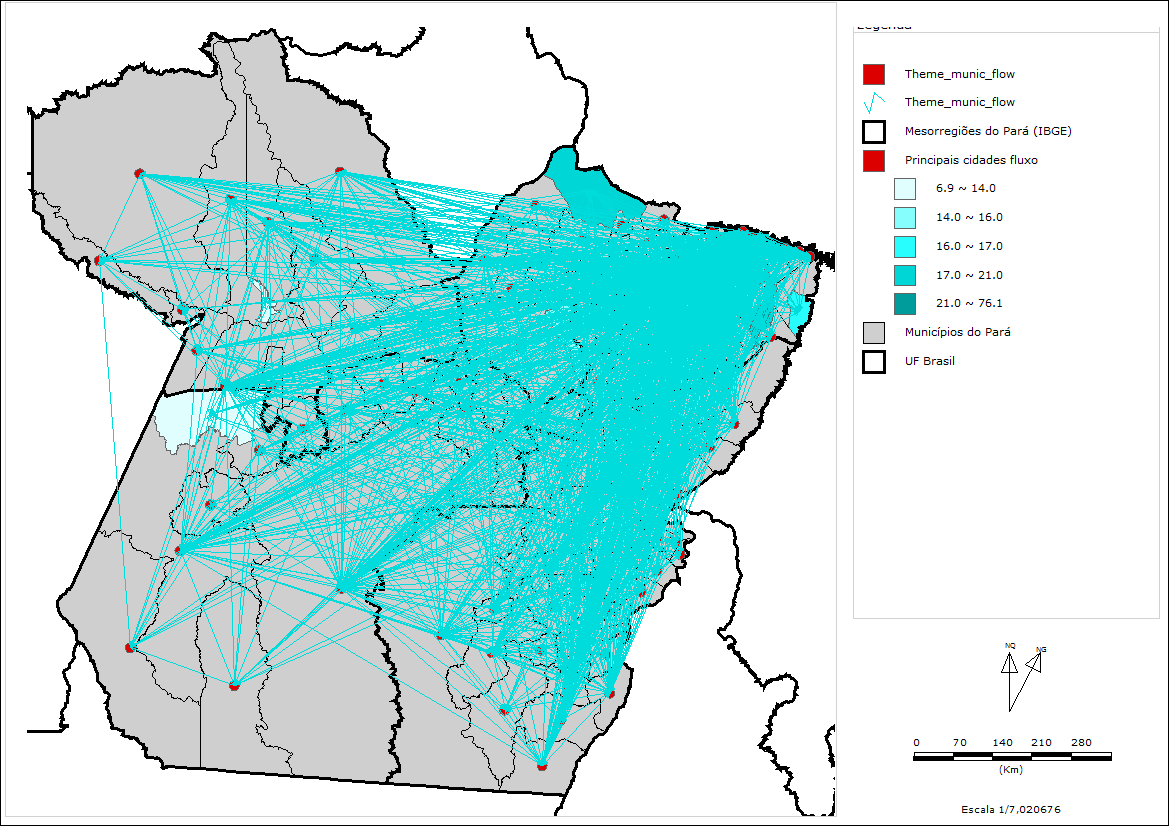 Legenda
Theme_munic_flow
Theme_munic_flow
Mesorregiões do Pará (IBGE)
Principais cidades fluxo
6.9 ~ 14.0
14.0 ~ 16.0
16.0 ~ 17.0
17.0 ~ 21.0
21.0 ~ 76.1
Municípios do Pará
UF Brasil
NQ NG
0 70 140 210 280
(Km)
Escala 1/7,020676